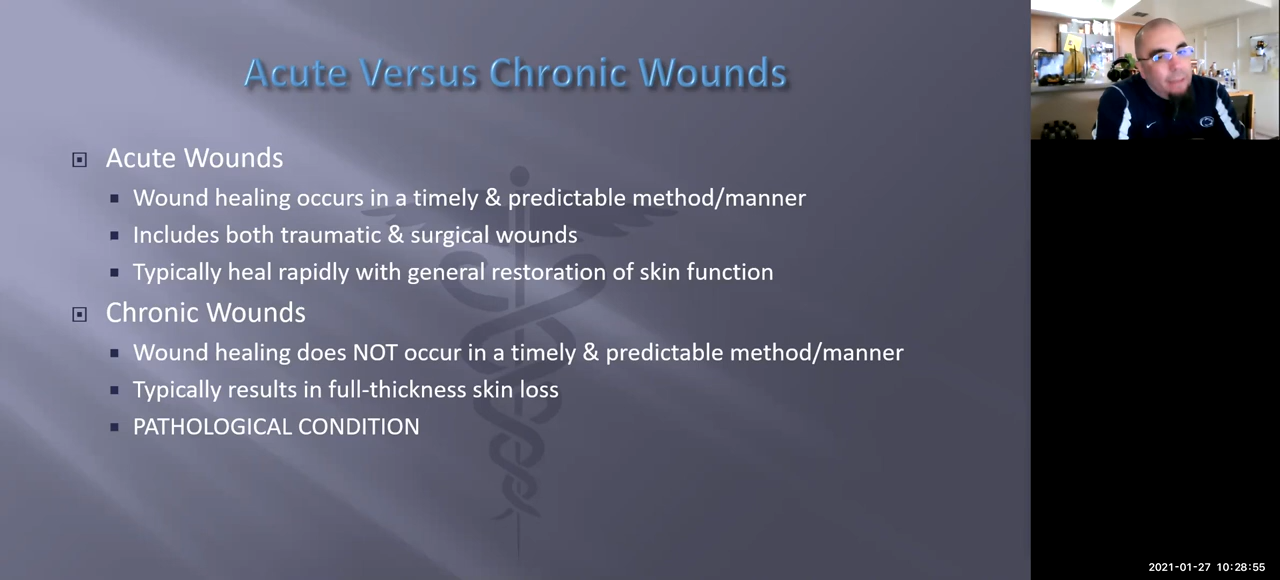 Acute Versus Chronic Wounds
Acute Wounds
Wound healing occurs in a timely & predictable method/manner
Includes both traumatic & surgical wounds
Typically heal rapidly with general restoration of skin function
Chronic Wounds
Wound healing does NOT occur in a timely & predictable method/manner
Typically results in full-thickness skin loss
PATHOLOGICAL CONDITION
2021-01-27 10:28:55